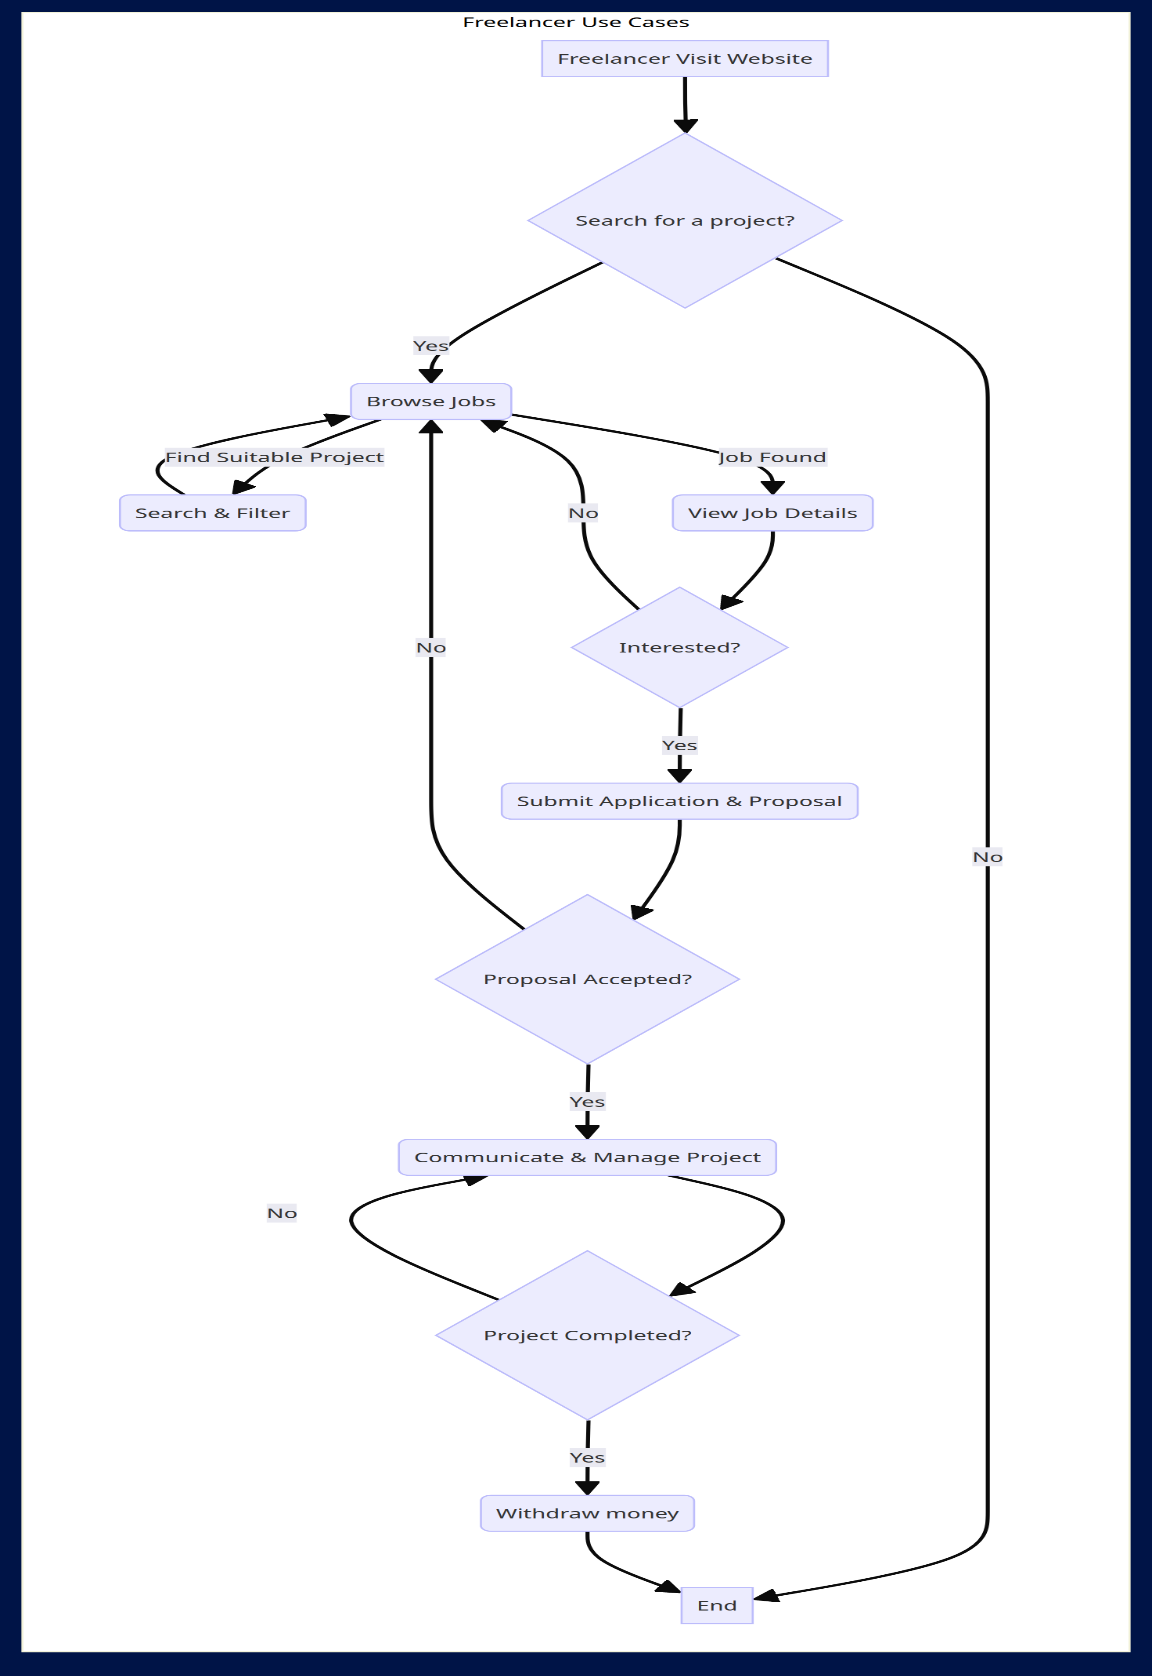 Freelancer Use Cases
Freelancer Visit Website
Search for a project?
Yes
Browse Jobs
Find Suitable Project
Job Found
Search & Filter
No
View Job Details
No
Interested?
Yes
Submit Application & Proposal
No
Proposal Accepted?
Yes
Communicate & Manage Project
No
Project Completed?
Yes
Withdraw money
End